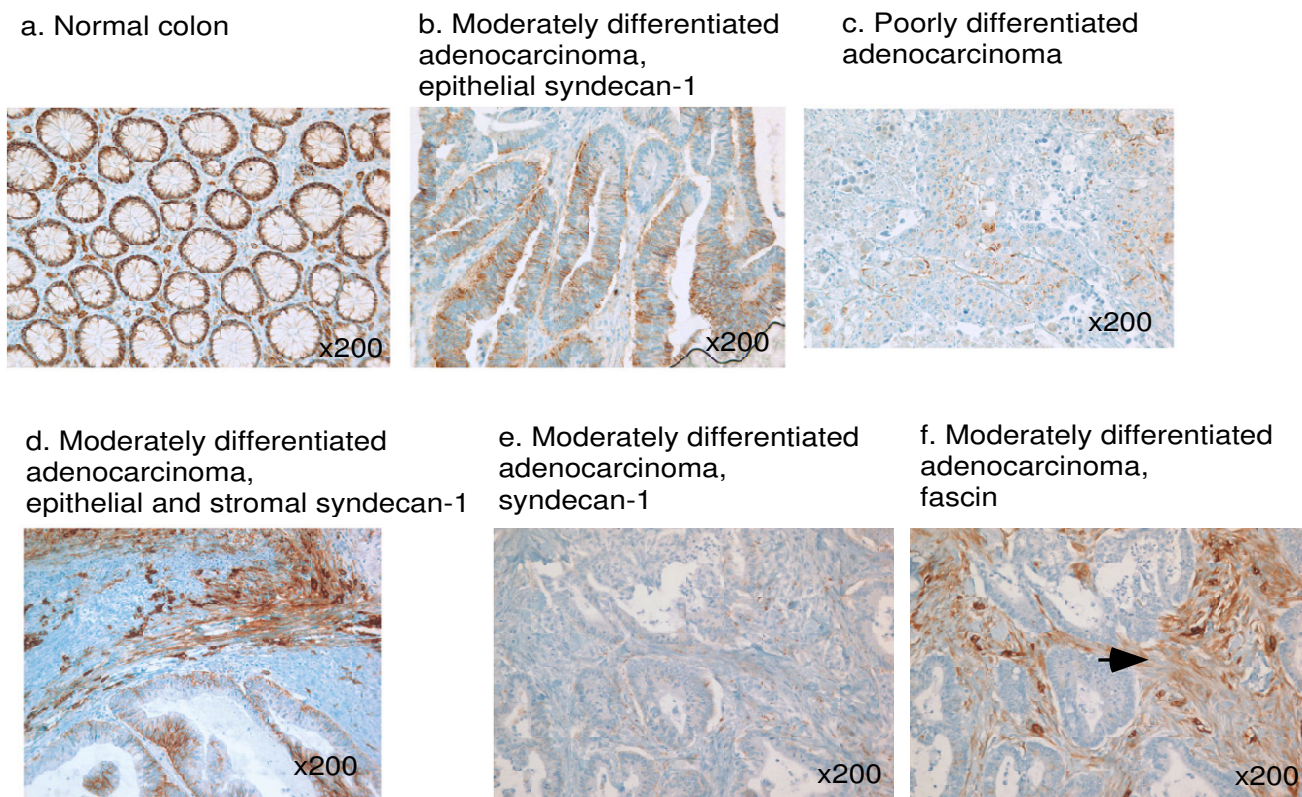 a. Normal colon
b. Moderately differentiated
adenocarcinoma,
epithelial syndecan-1
c. Poorly differentiated
adenocarcinoma
x200
x200
x200
d. Moderately differentiated
adenocarcinoma,
epithelial and stromal syndecan-1
e. Moderately differentiated
adenocarcinoma,
syndecan-1
f. Moderately differentiated
adenocarcinoma,
fascin
x200
x200
x200